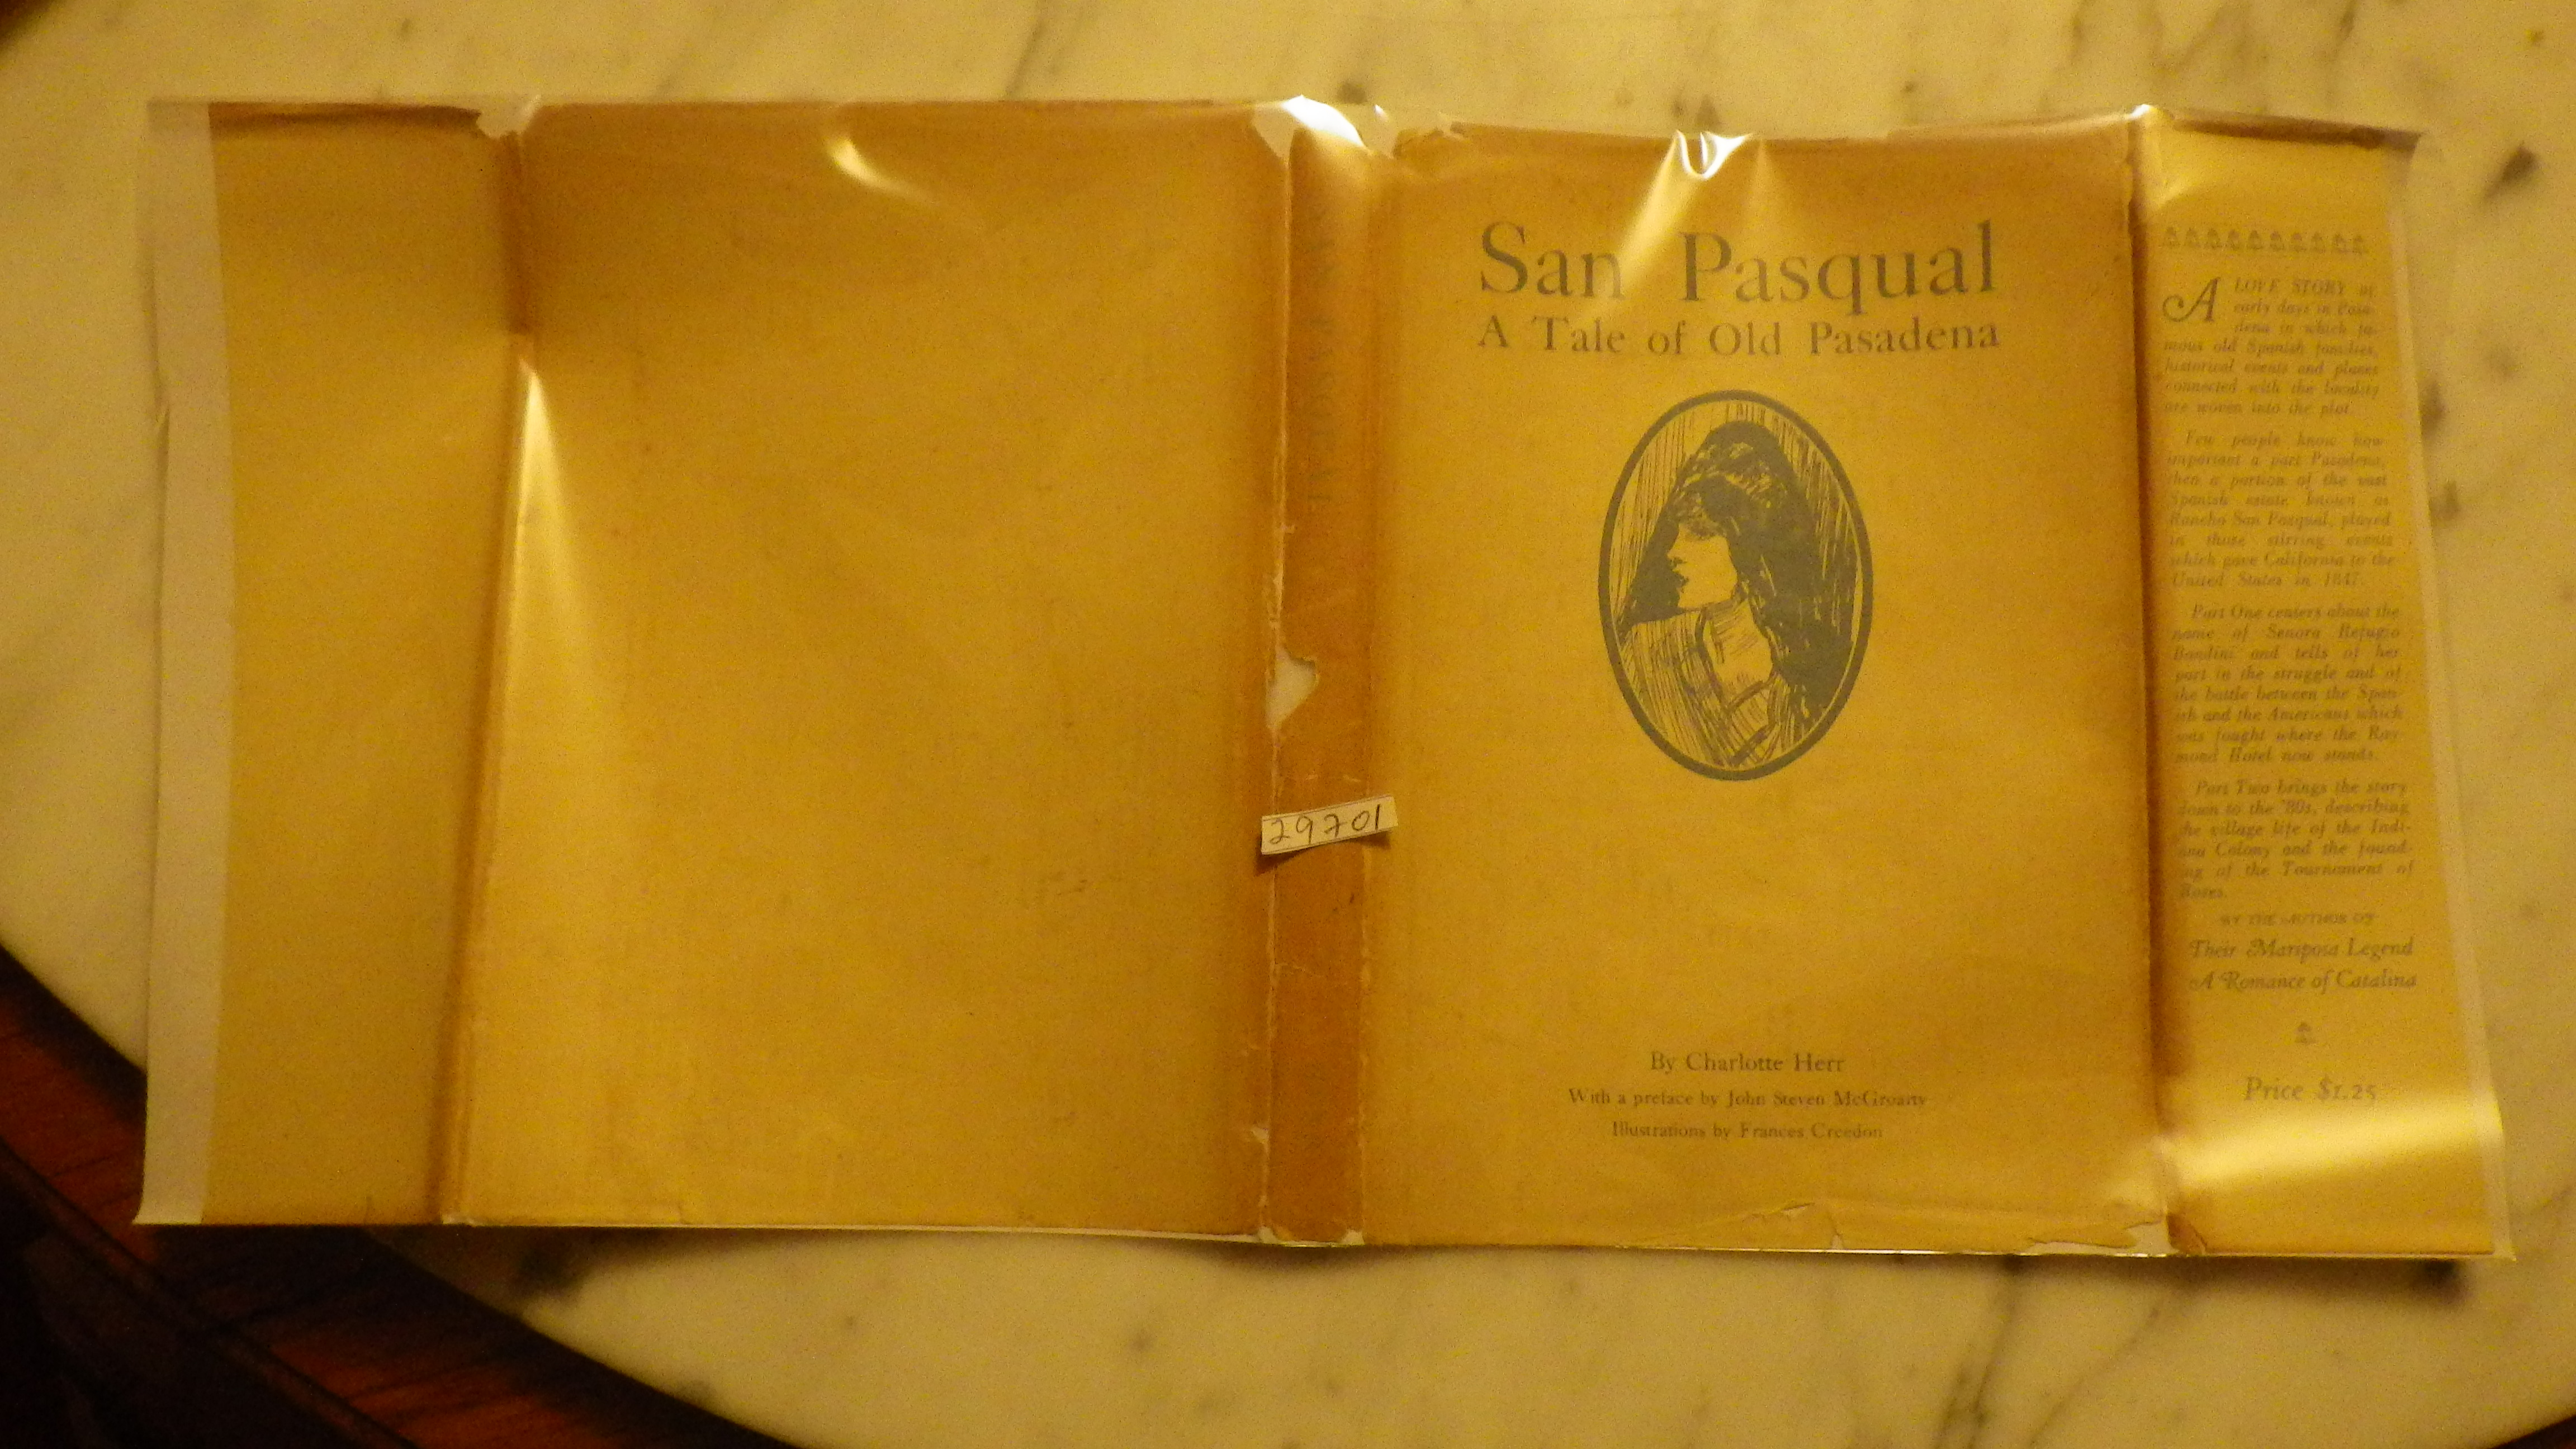 SAN PASQUAL
29701
San Pasqual
A Tale of Old Pasadena
By Charlotte Herr
With a preface by John Steven McGroarty
Illustrations by Frances Creedon
A LOVE STORY of
early days in Pasa-
dena in which fa-
mous old Spanish families,
historical events and places
connected with the locality
are woven into the plot.
Few people know how
important a part Pasadena,
then a portion of the vast
Spanish estate known as
Rancho San Pasqual, played
in those stirring events
which gave California to the
United States in 1847.
Part One centers about the
name of Senora Refugio
Bandini and tells of her
part in the struggle and of
the battle between the Span-
ish and the Americans which
was fought where the Ray-
mond Hotel now stands.
Part Two brings the story
down to the '80s, describing
the village life of the Indi-
ana Colony and the found-
ing of the Tournament of
Roses.
BY THE AUTHOR OF
Their Mariposa Legend
A Romance of Catalina
Price $1.25